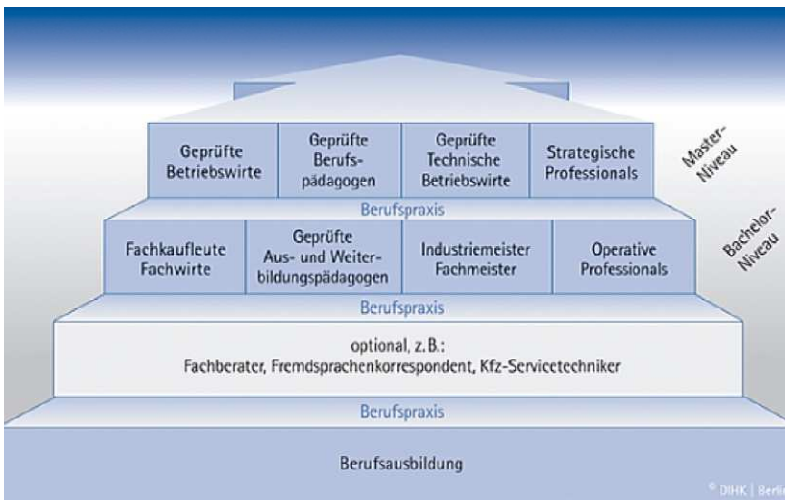 Geprüfte
Betriebswirte
Geprüfte
Berufs-
pädagogen
Geprüfte
Technische
Betriebswirte
Strategische
Professionals
Master-
Niveau
Berufspraxis
Fachkaufleute
Fachwirte
Geprüfte
Aus- und Weiter-
bildungspädagogen
Industriemeister
Fachmeister
Operative
Professionals
Bachelor-
Niveau
Berufspraxis
optional, z. B.:
Fachberater, Fremdsprachenkorrespondent, Kfz-Servicetechniker
Berufspraxis
Berufsausbildung
© DIHK | Berlin